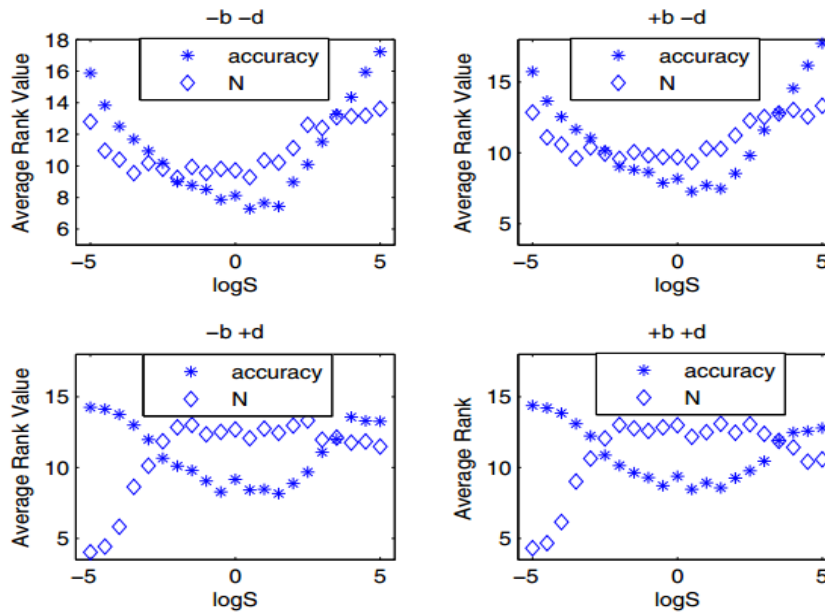 −b −d
accuracy
N
18
16
14
12
10
8
6
Average Rank Value
−5
0
5
logS
+b −d
accuracy
N
15
10
5
Average Rank Value
−5
0
5
logS
−b +d
accuracy
N
15
10
5
Average Rank Value
−5
0
5
logS
+b +d
accuracy
N
15
10
5
Average Rank
−5
0
5
logS